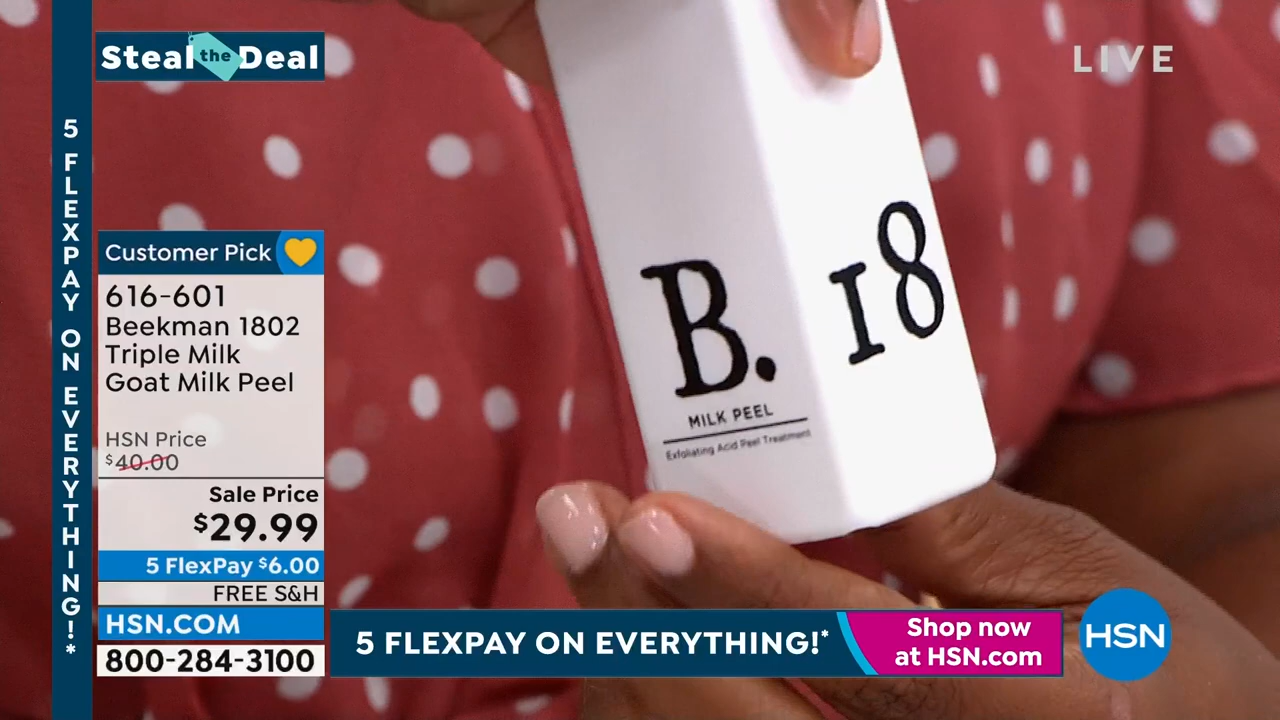 Steal the Deal
LIVE
5 FLEXPAY ON EVERYTHING!*
Customer Pick
616-601
Beekman 1802
Triple Milk
Goat Milk Peel
HSN Price
$40.00
Sale Price
$29.99
5 FlexPay $6.00
FREE S&H
HSN.COM
800-284-3100
B. 18
MILK PEEL
Exfoliating Acid Peel Treatment
5 FLEXPAY ON EVERYTHING!*
Shop now
at HSN.com
HSN